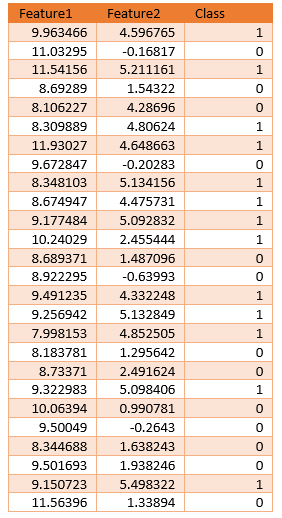 Feature1 Feature2 Class
9.963466 4.596765 1
11.03295 -0.16817 0
11.54156 5.211161 1
8.69289 1.54322 0
8.106227 4.28696 0
8.309889 4.80624 1
11.93027 4.648663 1
9.672847 -0.20283 0
8.348103 5.134156 1
8.674947 4.475731 1
9.177484 5.092832 1
10.24029 2.455444 1
8.689371 1.487096 0
8.922295 -0.63993 0
9.491235 4.332248 1
9.256942 5.132849 1
7.998153 4.852505 1
8.183781 1.295642 0
8.73371 2.491624 0
9.322983 5.098406 1
10.06394 0.990781 0
9.50049 -0.2643 0
8.344688 1.638243 0
9.501693 1.938246 0
9.150723 5.498322 1
11.56396 1.33894 0